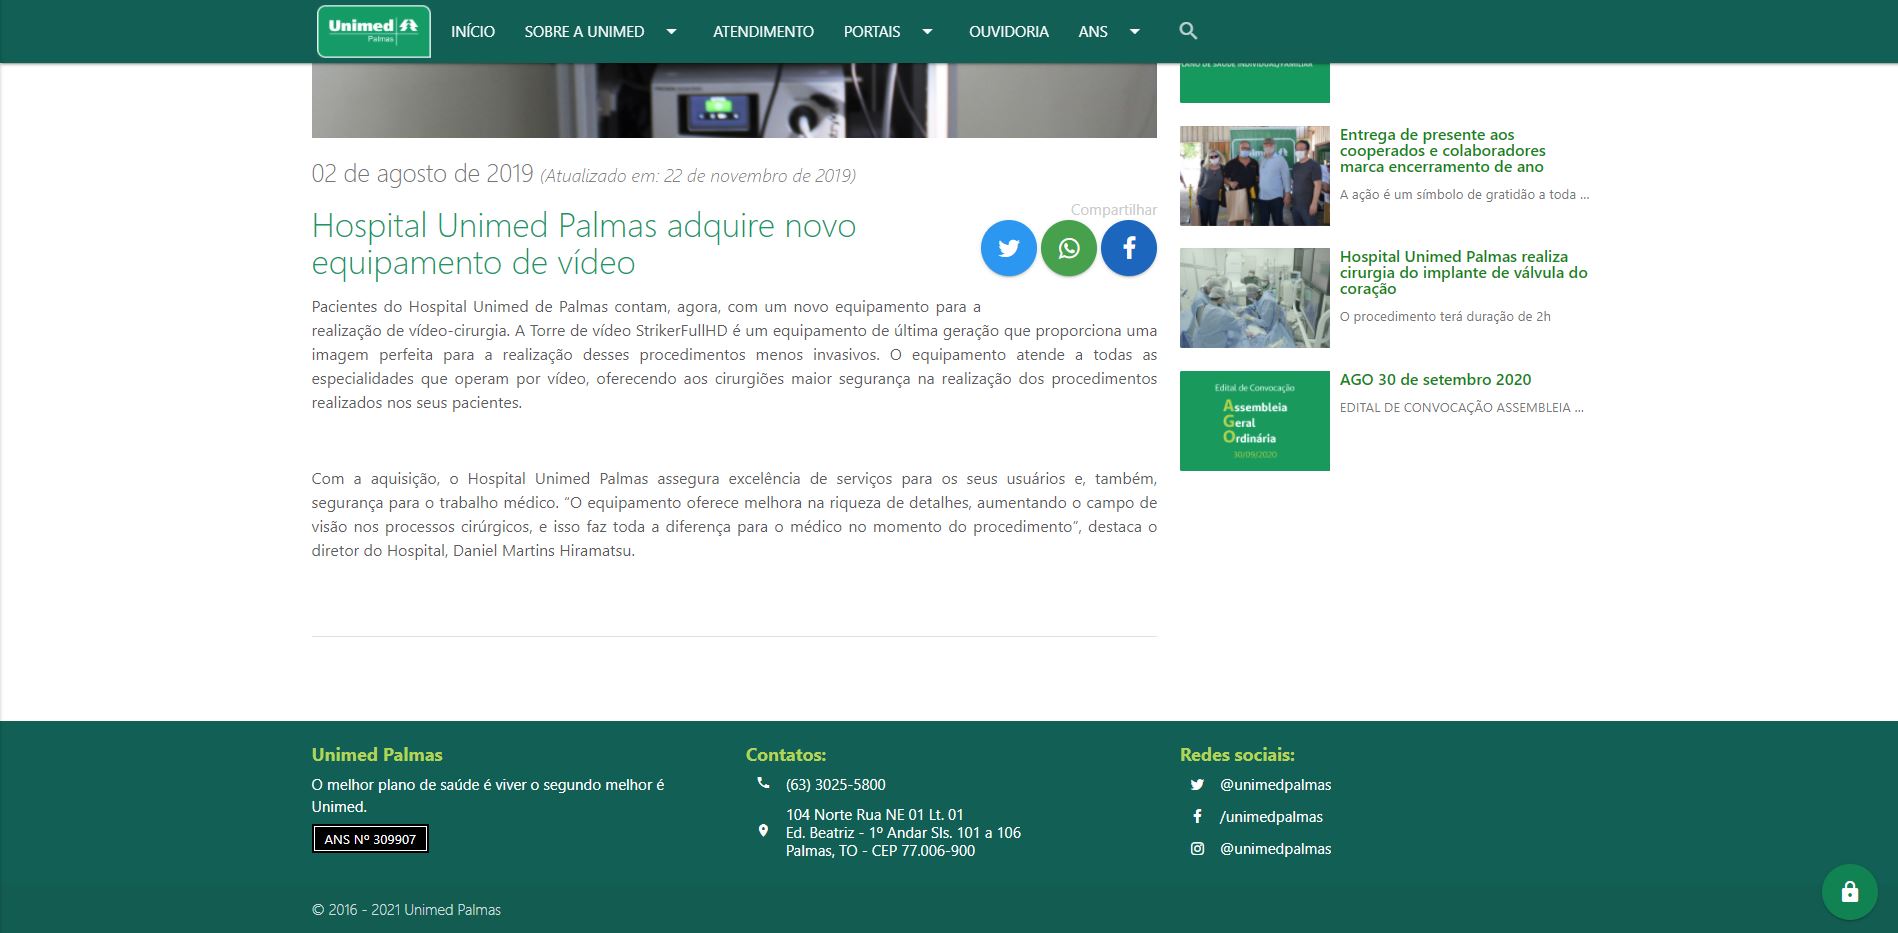 Unimed
Palmas
INÍCIO
SOBRE A UNIMED
ATENDIMENTO
PORTAIS
OUVIDORIA
ANS
PLANO DE SAÚDE INDIVIDUAL/FAMILIAR
02 de agosto de 2019 (Atualizado em: 22 de novembro de 2019)
Compartilhar
Hospital Unimed Palmas adquire novo
equipamento de vídeo
Pacientes do Hospital Unimed de Palmas contam, agora, com um novo equipamento para a
realização de vídeo-cirurgia. A Torre de vídeo StrikerFullHD é um equipamento de última geração que proporciona uma
imagem perfeita para a realização desses procedimentos menos invasivos. O equipamento atende a todas as
especialidades que operam por vídeo, oferecendo aos cirurgiões maior segurança na realização dos procedimentos
realizados nos seus pacientes.
Com a aquisição, o Hospital Unimed Palmas assegura excelência de serviços para os seus usuários e, também,
segurança para o trabalho médico. “O equipamento oferece melhora na riqueza de detalhes, aumentando o campo de
visão nos processos cirúrgicos, e isso faz toda a diferença para o médico no momento do procedimento”, destaca o
diretor do Hospital, Daniel Martins Hiramatsu.
Entrega de presente aos
cooperados e colaboradores
marca encerramento de ano
A ação é um símbolo de gratidão a toda ...
Hospital Unimed Palmas realiza
cirurgia do implante de válvula do
coração
O procedimento terá duração de 2h
Edital de Convocação
Assembleia
Geral
Ordinária
30/09/2020
AGO 30 de setembro 2020
EDITAL DE CONVOCAÇÃO ASSEMBLEIA ...
Unimed Palmas
O melhor plano de saúde é viver o segundo melhor é
Unimed.
ANS Nº 309907
Contatos:
(63) 3025-5800
104 Norte Rua NE 01 Lt. 01
Ed. Beatriz - 1º Andar Sls. 101 a 106
Palmas, TO - CEP 77.006-900
Redes sociais:
@unimedpalmas
/unimedpalmas
@unimedpalmas
© 2016 - 2021 Unimed Palmas